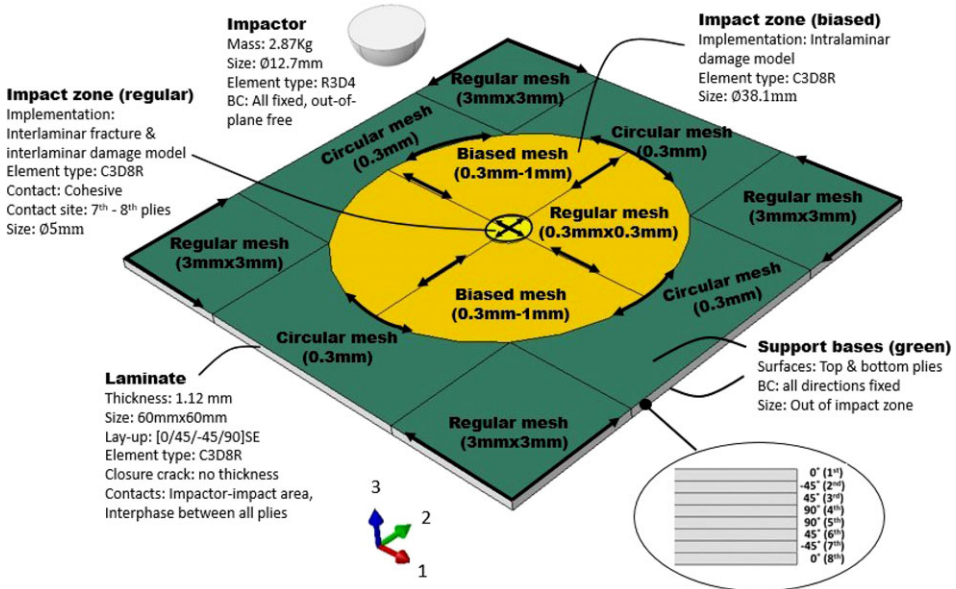 Impactor
Mass: 2.87Kg
Size: Ø12.7mm
Element type: R3D4
BC: All fixed, out-of-
plane free
Impact zone (biased)
Implementation: Intralaminar
damage model
Element type: C3D8R
Size: Ø38.1mm
Impact zone (regular)
Implementation:
Interlaminar fracture &
interlaminar damage model
Element type: C3D8R
Contact: Cohesive
Contact site: 7th - 8th plies
Size: Ø5mm
Regular mesh
(3mmx3mm)
Circular mesh
(0.3mm)
Circular mesh
(0.3mm)
Biased mesh
(0.3mm-1mm)
Regular mesh
(3mmx3mm)
Regular mesh
(0.3mmx0.3mm)
Regular mesh
(3mmx3mm)
Biased mesh
(0.3mm-1mm)
Circular mesh
(0.3mm)
Circular mesh
(0.3mm)
Regular mesh
(3mmx3mm)
Laminate
Thickness: 1.12 mm
Size: 60mmx60mm
Lay-up: [0/45/-45/90]SE
Element type: C3D8R
Closure crack: no thickness
Contacts: Impactor-impact area,
Interphase between all plies
Support bases (green)
Surfaces: Top & bottom plies
BC: all directions fixed
Size: Out of impact zone
3
2
1
0° (1st)
-45° (2nd)
45° (3rd)
90° (4th)
90° (5th)
45° (6th)
-45° (7th)
0° (8th)